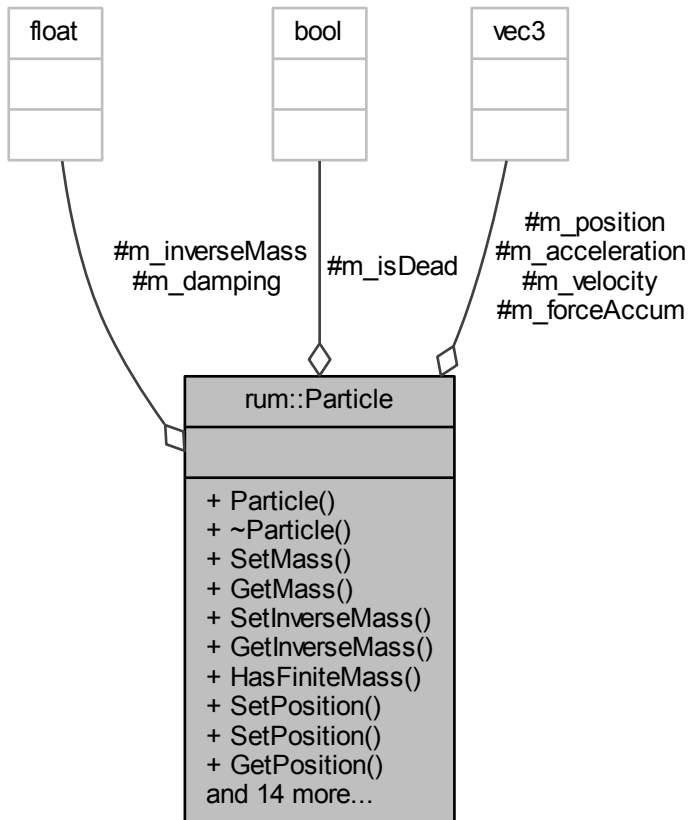 float
bool
vec3
#m_inverseMass
#m_damping
#m_isDead
#m_position
#m_acceleration
#m_velocity
#m_forceAccum
rum::Particle
+ Particle()
+ ~Particle()
+ SetMass()
+ GetMass()
+ SetInverseMass()
+ GetInverseMass()
+ HasFiniteMass()
+ SetPosition()
+ SetPosition()
+ GetPosition()
and 14 more...